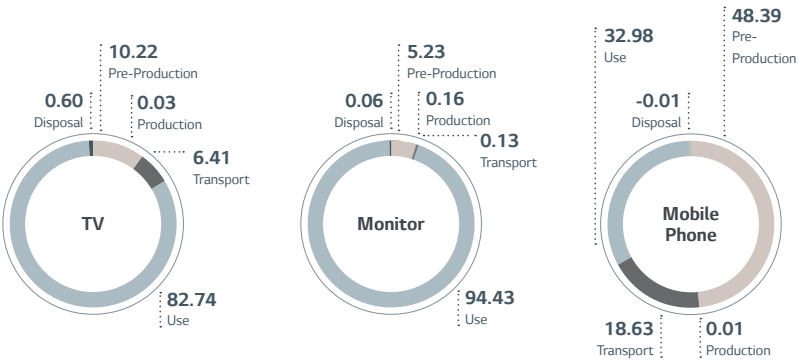 10.22
Pre-Production
0.60
Disposal
0.03
Production
6.41
Transport
TV
82.74
Use
5.23
Pre-Production
0.06
Disposal
0.16
Production
0.13
Transport
Monitor
94.43
Use
48.39
Pre-
Production
32.98
Use
-0.01
Disposal
Mobile
Phone
18.63
Transport
0.01
Production